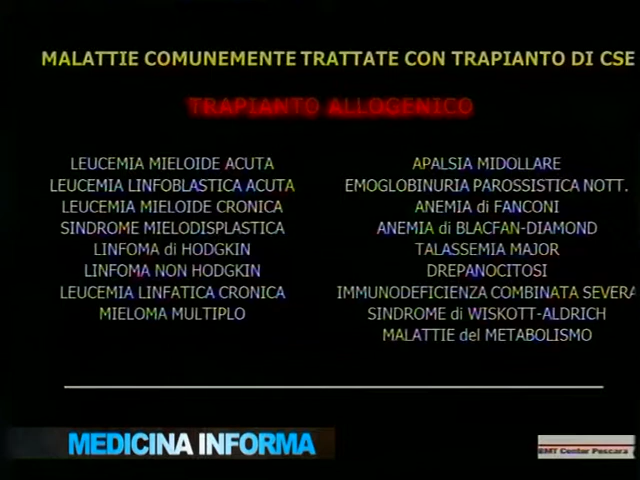 MALATTIE COMUNEMENTE TRATTATE CON TRAPIANTO DI CSE
TRAPIANTO ALLOGENICO
LEUCEMIA MIELOIDE ACUTA
LEUCEMIA LINFOBLASTICA ACUTA
LEUCEMIA MIELOIDE CRONICA
SINDROME MIELODISPLASTICA
LINFOMA di HODGKIN
LINFOMA NON HODGKIN
LEUCEMIA LINFATICA CRONICA
MIELOMA MULTIPLO
APALSIA MIDOLLARE
EMOGLOBINURIA PAROSSISTICA NOTT.
ANEMIA di FANCONI
ANEMIA di BLACFAN-DIAMOND
TALASSEMIA MAJOR
DREPANOCITOSI
IMMUNODEFICIENZA COMBINATA SEVERA
SINDROME di WISKOTT-ALDRICH
MALATTIE del METABOLISMO
MEDICINA INFORMA
BMT Center Pescara